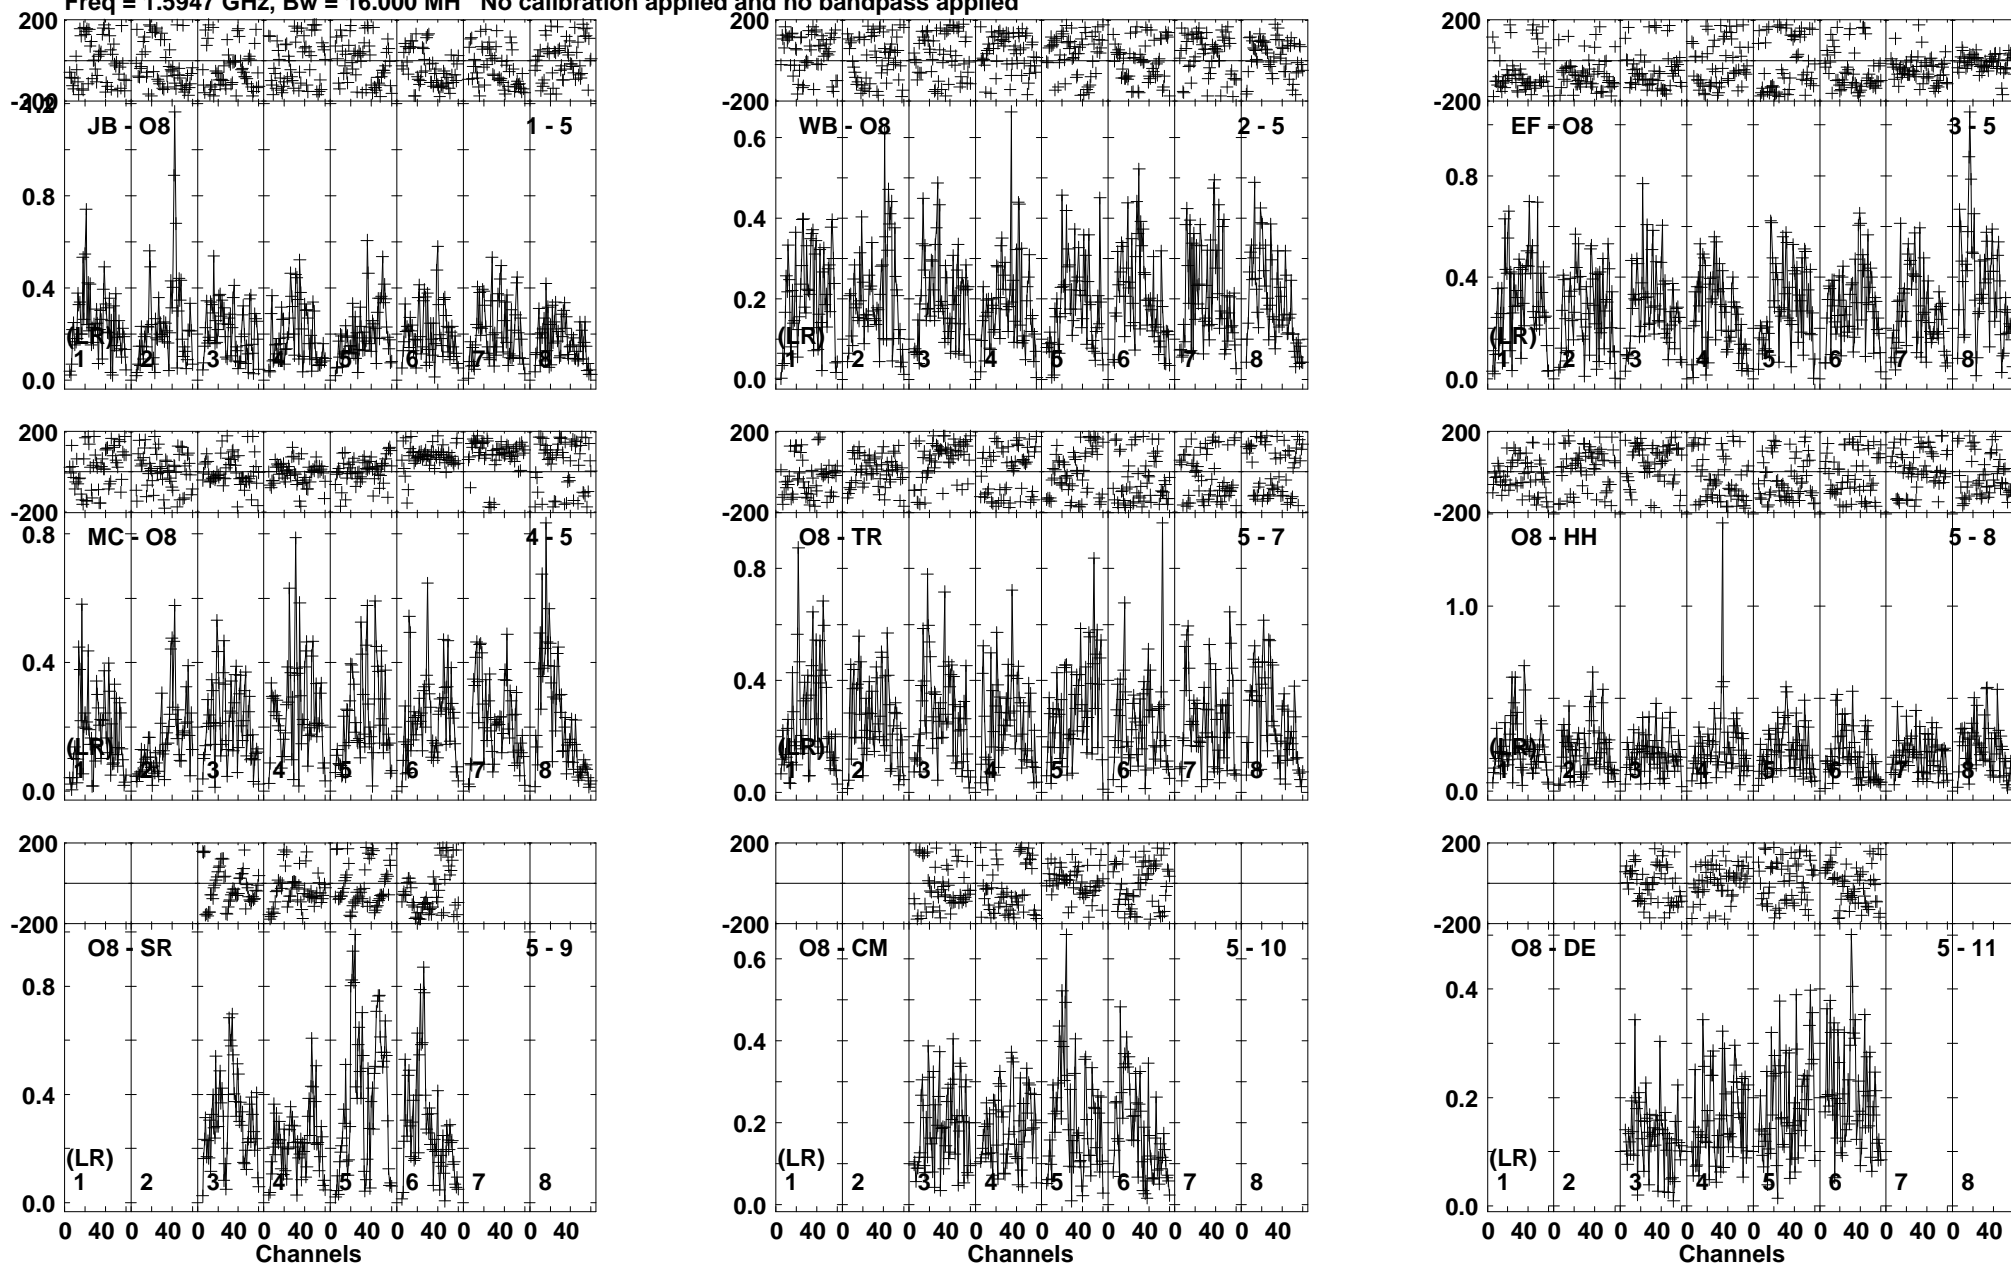 Freq = 1.5947 GHz, Bw = 16.000 MH No calibration applied and no bandpass applied
200 200 200
-200 -200 -200
1.2
JB - O8 1 - 5 WB - O8 2 - 5 EF - O8 3 - 5
0.8 0.6 0.8
0.4 0.4 0.4
0.2
(LR) (LR) (LR)
1 2 3 4 5 6 7 8 1 2 3 4 5 6 7 8 1 2 3 4 5 6 7 8
0.0 0.0 0.0
200 200 200
-200 -200 -200
MC - O8 4 - 5 O8 - TR 5 - 7 O8 - HH 5 - 8
0.8 0.8 1.0
0.4 0.4
(LR) (LR) (LR)
1 2 3 4 5 6 7 8 1 2 3 4 5 6 7 8 1 2 3 4 5 6 7 8
0.0 0.0 0.0
200 200 200
-200 -200 -200
O8 - SR 5 - 9 O8 - CM 5 - 10 O8 - DE 5 - 11
0.8 0.6 0.4
0.4 0.4 0.2
0.2
(LR) (LR) (LR)
1 2 3 4 5 6 7 8 1 2 3 4 5 6 7 8 1 2 3 4 5 6 7 8
0.0 0.0 0.0
0 40 0 40 0 40 0 40 0 40 0 40 0 40 0 40 0 40 0 40 0 40 0 40 0 40 0 40 0 40 0 40 0 40 0 40 0 40 0 40 0 40 0 40 0 40 0 40
Channels Channels Channels